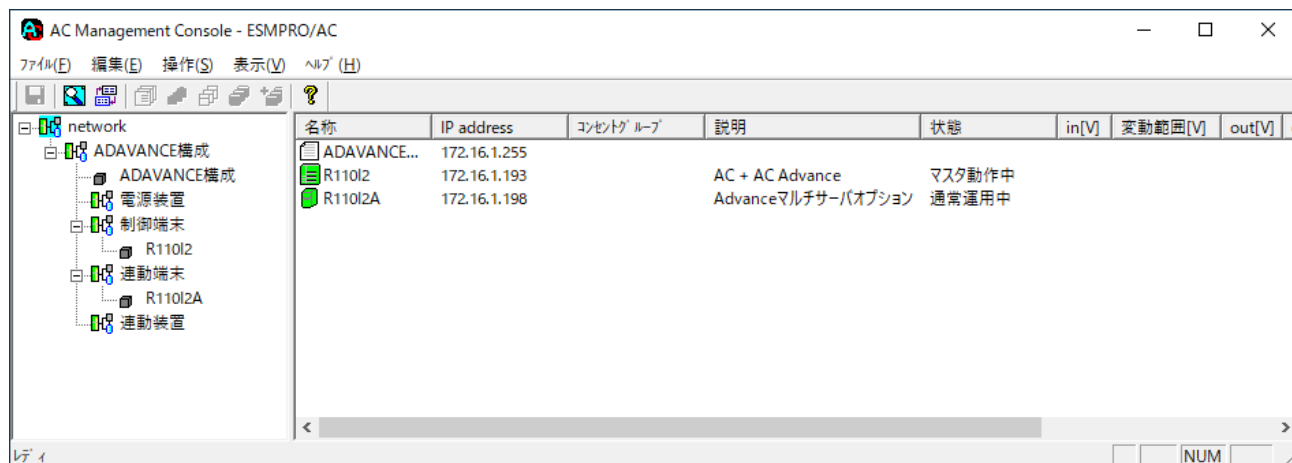 AC Management Console - ESMPRO/AC
ﾌｧｲﾙ(F) 編集(E) 操作(S) 表示(V) ﾍﾙﾌﾟ(H)
network
ADAVANCE構成
ADAVANCE構成
電源装置
制御端末
R110I2
連動端末
R110I2A
連動装置
名称 IP address ｺﾝｾﾝﾄｸﾞﾙｰﾌﾟ 説明 状態 in[V] 変動範囲[V] out[V]
ADAVANCE... 172.16.1.255
R110I2 172.16.1.193 AC + AC Advance マスタ動作中
R110I2A 172.16.1.198 Advanceマルチサーバオプション 通常運用中
ﾚﾃﾞｨ NUM